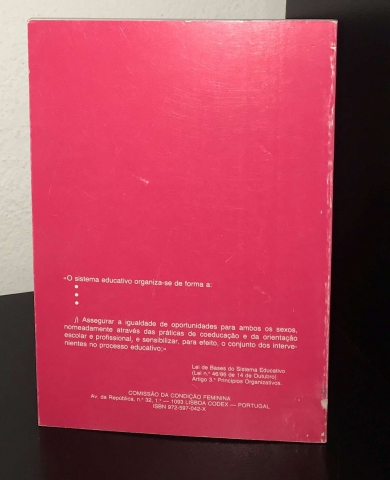 «O sistema educativo organiza-se de forma a:
•
•
•
j) Assegurar a igualdade de oportunidades para ambos os sexos,
nomeadamente através das práticas de coeducação e da orientação
escolar e profissional, e sensibilizar, para efeito, o conjunto dos interve-
nientes no processo educativo;»
Lei de Bases do Sistema Educativo
(Lei n.º 46/86 de 14 de Outubro)
Artigo 3.º Princípios Organizativos.
COMISSÃO DA CONDIÇÃO FEMININA
Av. da República, n.º 32, 1.º — 1093 LISBOA CODEX — PORTUGAL
ISBN 972-597-042-X